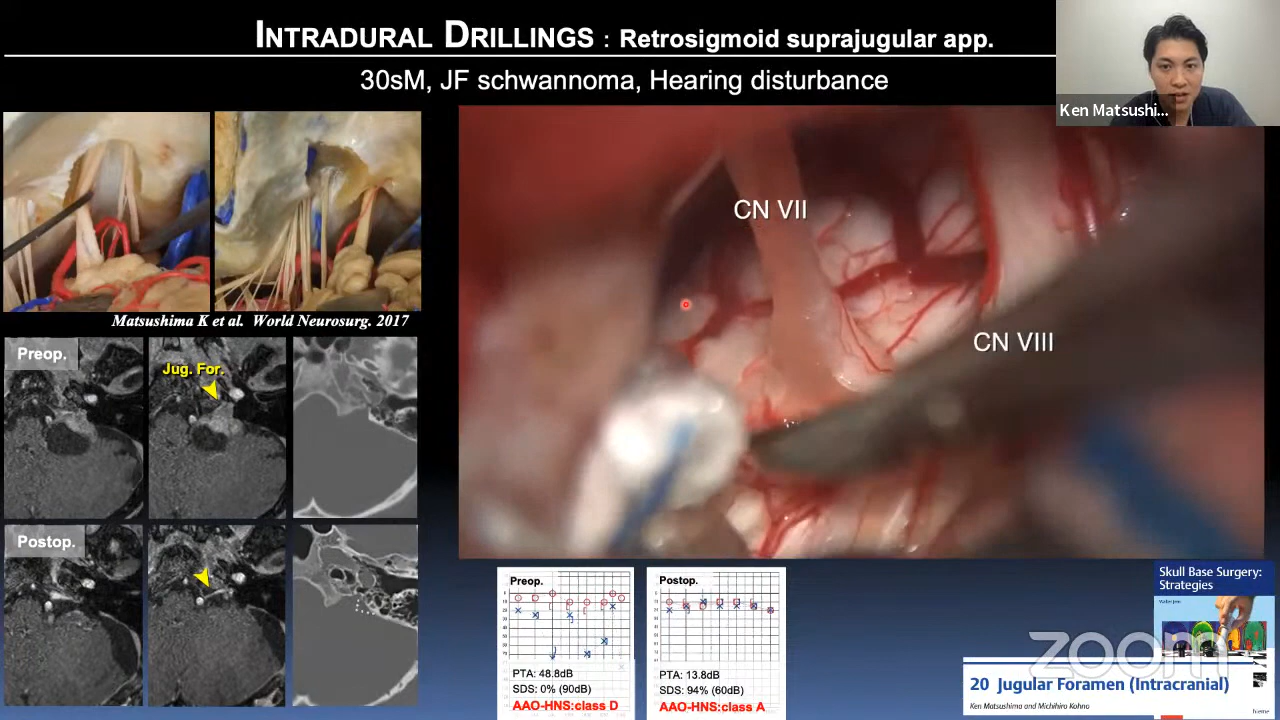 INTRADURAL DRILLINGS : Retrosigmoid suprajugular app.
30sM, JF schwannoma, Hearing disturbance
Ken Matsushi...
CN VII
CN VIII
Matsushima K et al. World Neurosurg. 2017
Preop.
Jug. For.
Postop.
Preop.
PTA: 48.8dB
SDS: 0% (90dB)
AAO-HNS:class D
Postop.
PTA: 13.8dB
SDS: 94% (60dB)
AAO-HNS:class A
Skull Base Surgery:
Strategies
zoom
20 Jugular Foramen (Intracranial)
Ken Matsushima and Michihiro Kohno
Thieme